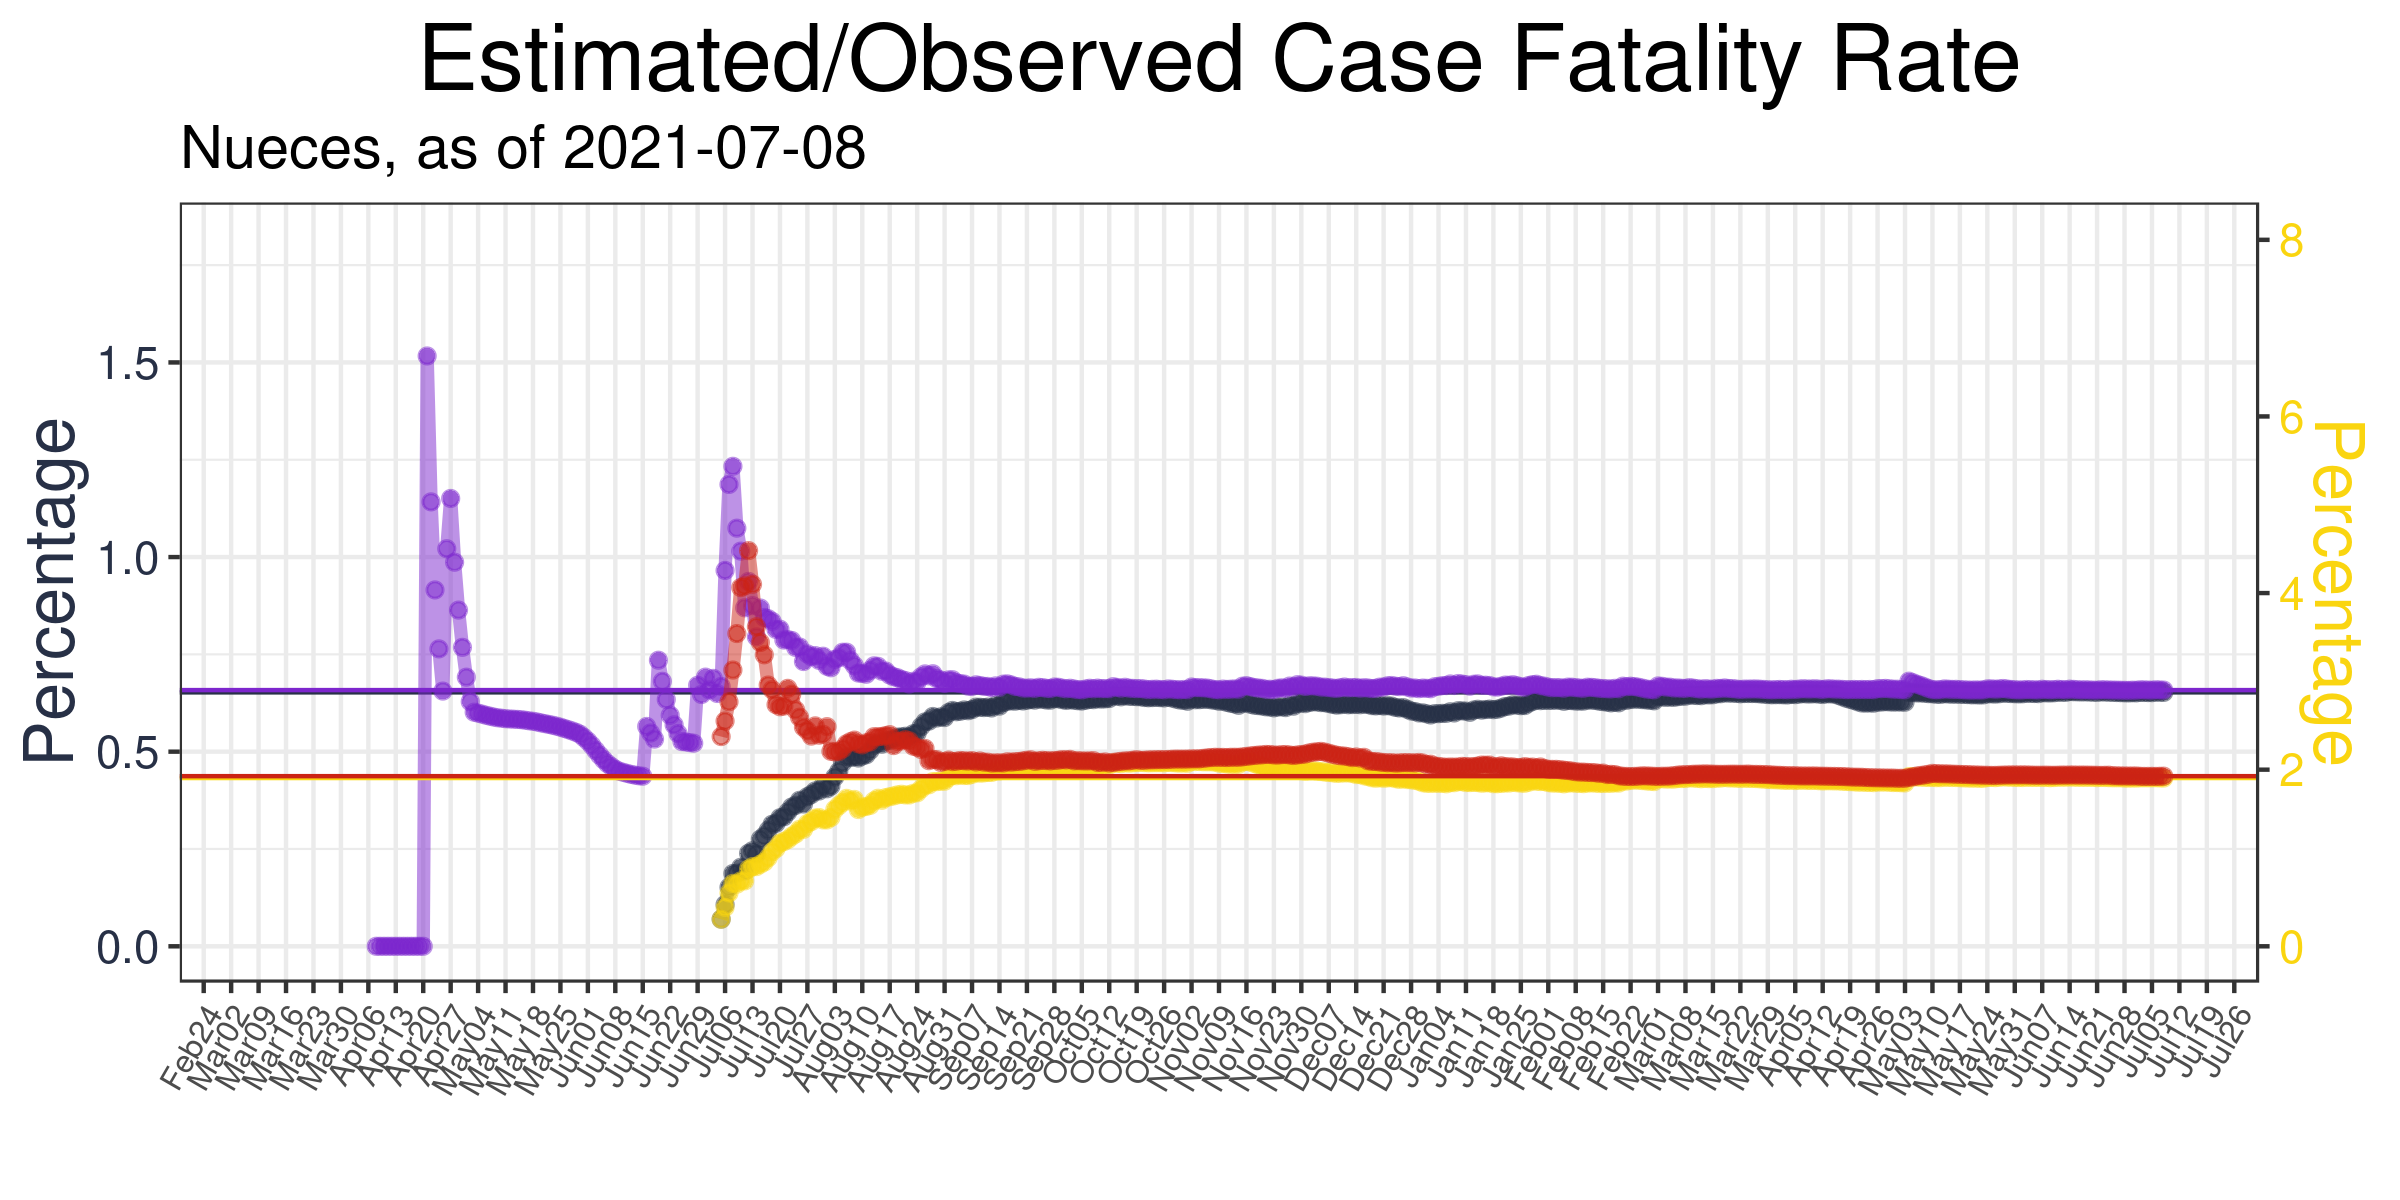 Estimated/Observed Case Fatality Rate
Nueces, as of 2021-07-08
Percentage
1.5
1.0
0.5
0.0
8
6
4
2
0
Percentage
Feb24
Mar02
Mar09
Mar16
Mar23
Mar30
Apr06
Apr13
Apr20
Apr27
May04
May11
May18
May25
Jun01
Jun08
Jun15
Jun22
Jun29
Jul06
Jul13
Jul20
Jul27
Aug03
Aug10
Aug17
Aug24
Aug31
Sep07
Sep14
Sep21
Sep28
Oct05
Oct12
Oct19
Oct26
Nov02
Nov09
Nov16
Nov23
Nov30
Dec07
Dec14
Dec21
Dec28
Jan04
Jan11
Jan18
Jan25
Feb01
Feb08
Feb15
Feb22
Mar01
Mar08
Mar15
Mar22
Mar29
Apr05
Apr12
Apr19
Apr26
May03
May10
May17
May24
May31
Jun07
Jun14
Jun21
Jun28
Jul05
Jul12
Jul19
Jul26